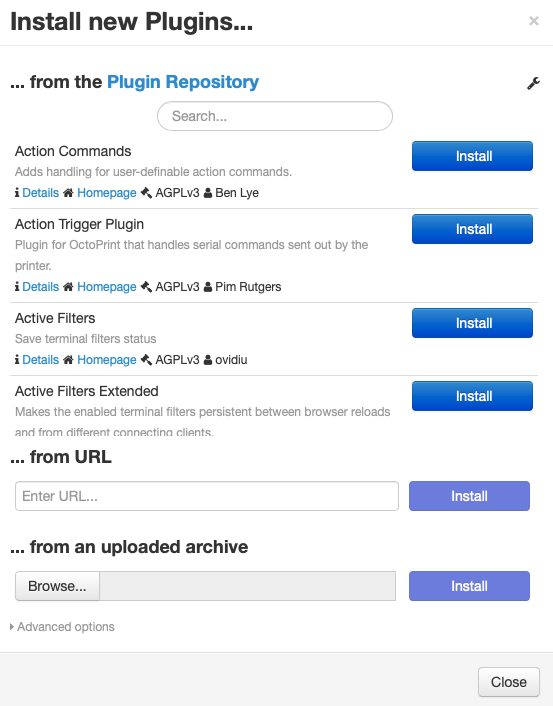 Install new Plugins...
×
... from the Plugin Repository
Search...
Action Commands
Install
Adds handling for user-definable action commands.
Details Homepage AGPLv3 Ben Lye
Action Trigger Plugin
Install
Plugin for OctoPrint that handles serial commands sent out by the
printer.
Details Homepage AGPLv3 Pim Rutgers
Active Filters
Install
Save terminal filters status
Details Homepage AGPLv3 ovidiu
Active Filters Extended
Install
Makes the enabled terminal filters persistent between browser reloads
and from different connecting clients.
... from URL
Enter URL...
Install
... from an uploaded archive
Browse...
Install
Advanced options
Close